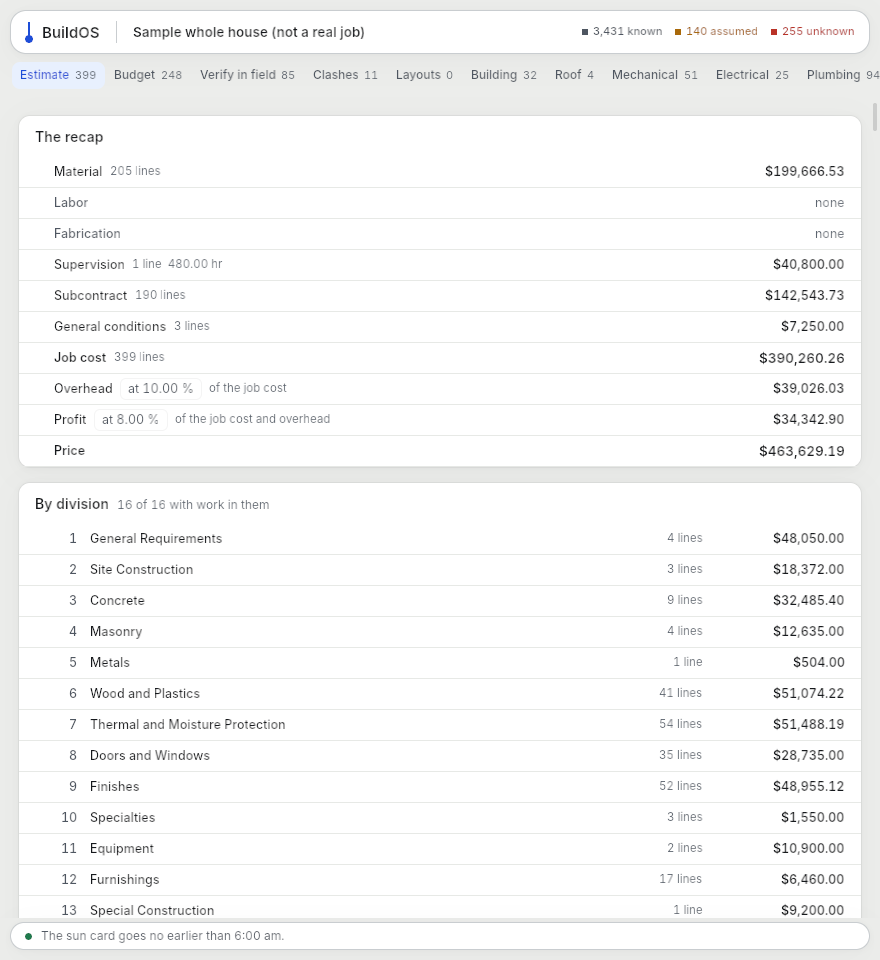 BuildOS Sample whole house (not a real job) 3,431 known 140 assumed 255 unknown
Estimate 399 Budget 248 Verify in field 85 Clashes 11 Layouts 0 Building 32 Roof 4 Mechanical 51 Electrical 25 Plumbing 94
The recap
Material 205 lines $199,666.53
Labor none
Fabrication none
Supervision 1 line 480.00 hr $40,800.00
Subcontract 190 lines $142,543.73
General conditions 3 lines $7,250.00
Job cost 399 lines $390,260.26
Overhead at 10.00 % of the job cost $39,026.03
Profit at 8.00 % of the job cost and overhead $34,342.90
Price $463,629.19
By division 16 of 16 with work in them
1 General Requirements 4 lines $48,050.00
2 Site Construction 3 lines $18,372.00
3 Concrete 9 lines $32,485.40
4 Masonry 4 lines $12,635.00
5 Metals 1 line $504.00
6 Wood and Plastics 41 lines $51,074.22
7 Thermal and Moisture Protection 54 lines $51,488.19
8 Doors and Windows 35 lines $28,735.00
9 Finishes 52 lines $48,955.12
10 Specialties 3 lines $1,550.00
11 Equipment 2 lines $10,900.00
12 Furnishings 17 lines $6,460.00
13 Special Construction 1 line $9,200.00
The sun card goes no earlier than 6:00 am.